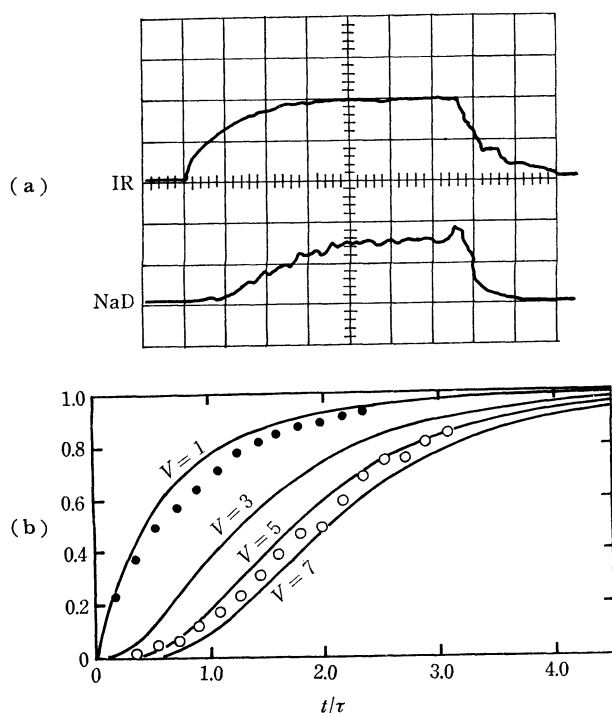 (a)
IR
NaD
(b)
1.0
0.8
0.6
0.4
0.2
0
V = 1
V = 3
V = 5
V = 7
0.0 1.0 2.0 3.0 4.0
t/τ